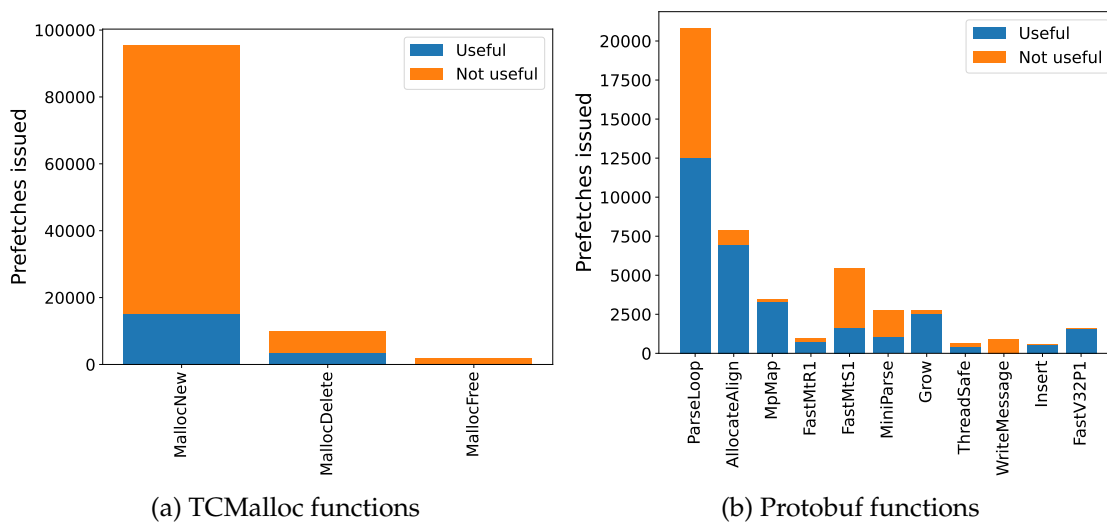 Prefetches issued
100000
80000
60000
40000
20000
0
Useful
Not useful
MallocNew
MallocDelete
MallocFree
(a) TCMalloc functions
Prefetches issued
20000
17500
15000
12500
10000
7500
5000
2500
0
Useful
Not useful
ParseLoop
AllocateAlign
MpMap
FastMtR1
FastMtS1
MiniParse
Grow
ThreadSafe
WriteMessage
Insert
FastV32P1
(b) Protobuf functions